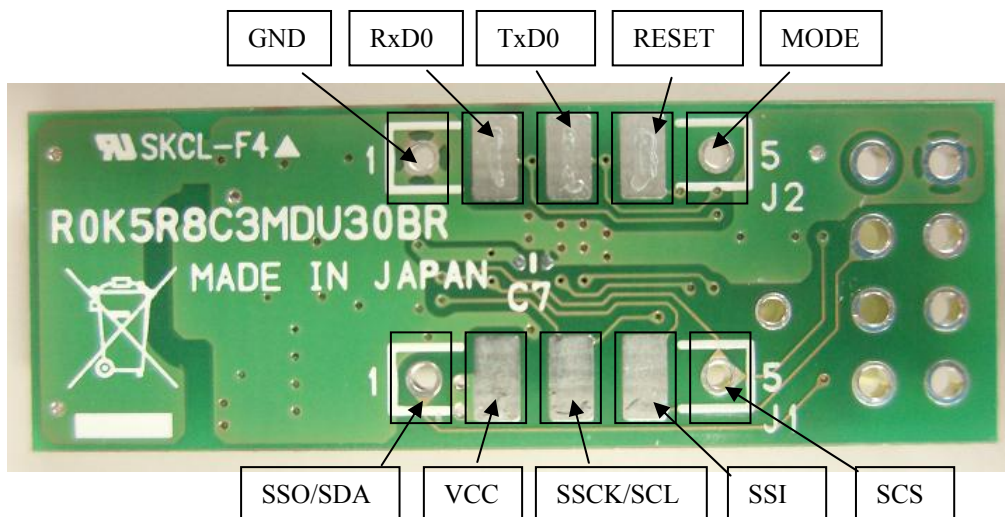 GND RxD0 TxD0 RESET MODE
SKCL-F4
1 5
J2
R0K5R8C3MDU30BR
MADE IN JAPAN
C7
1 5
J1
SSO/SDA VCC SSCK/SCL SSI SCS